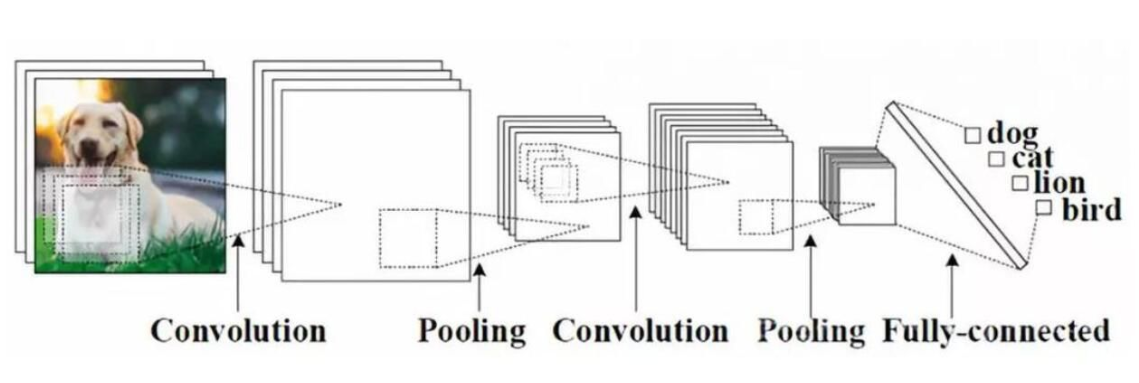 dog
cat
lion
bird
Convolution
Pooling
Convolution
Pooling
Fully-connected